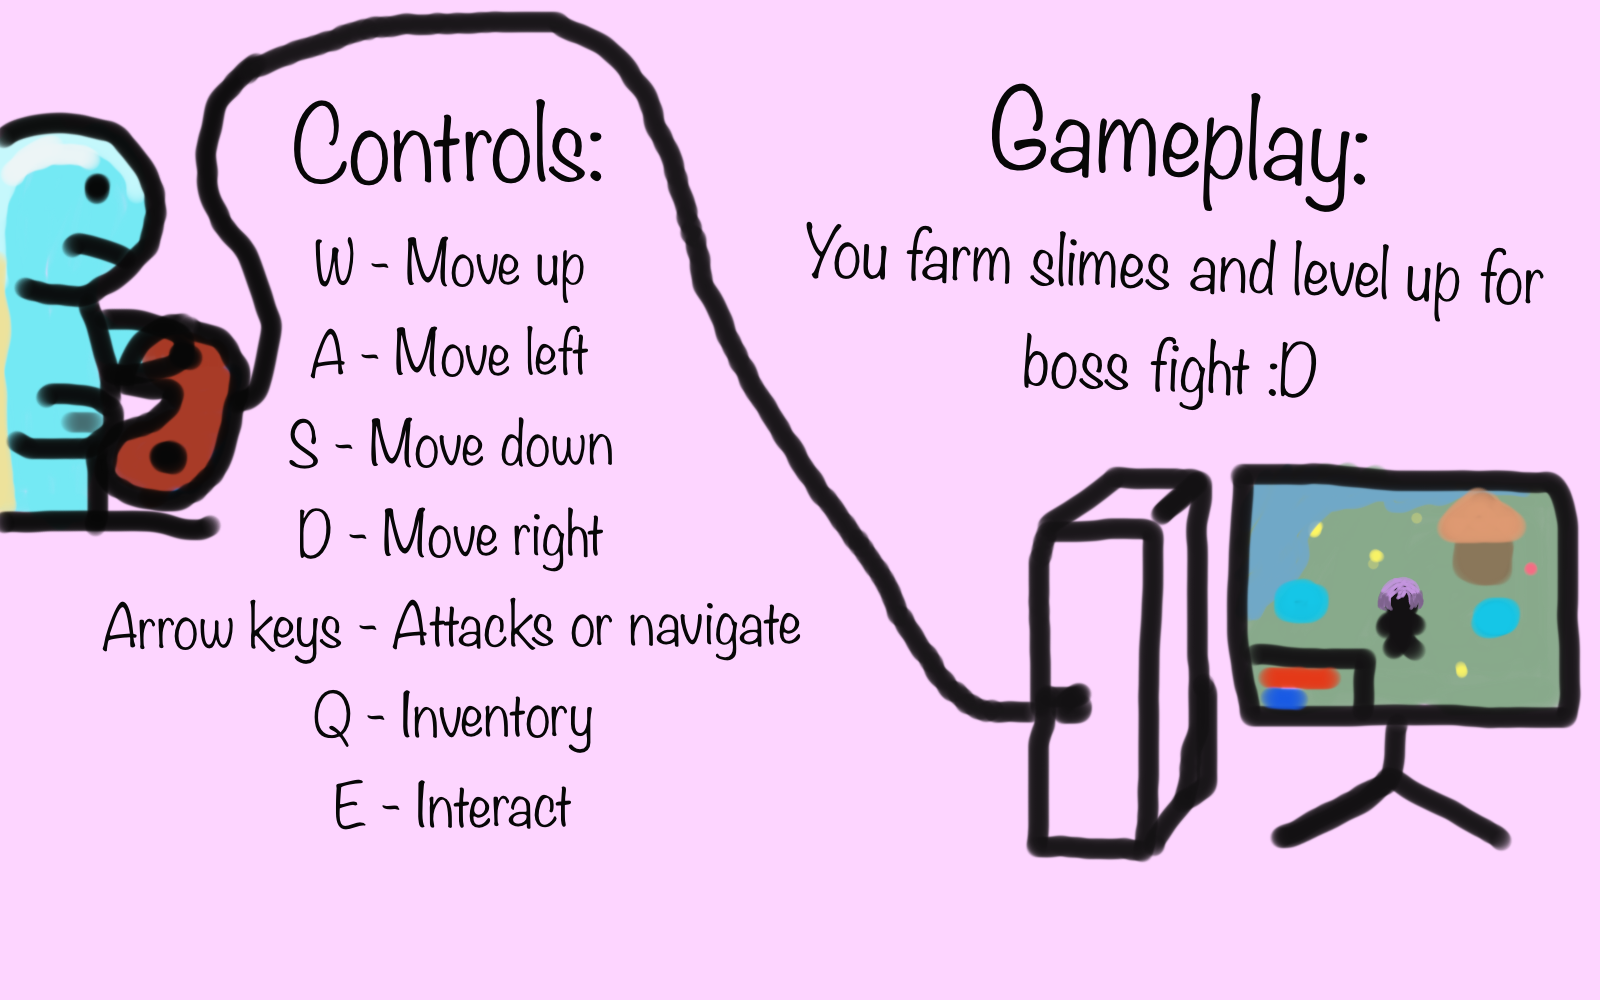 Controls:
W - Move up
A - Move left
S - Move down
D - Move right
Arrow keys - Attacks or navigate
Q - Inventory
E - Interact
Gameplay:
You farm slimes and level up for
boss fight :D